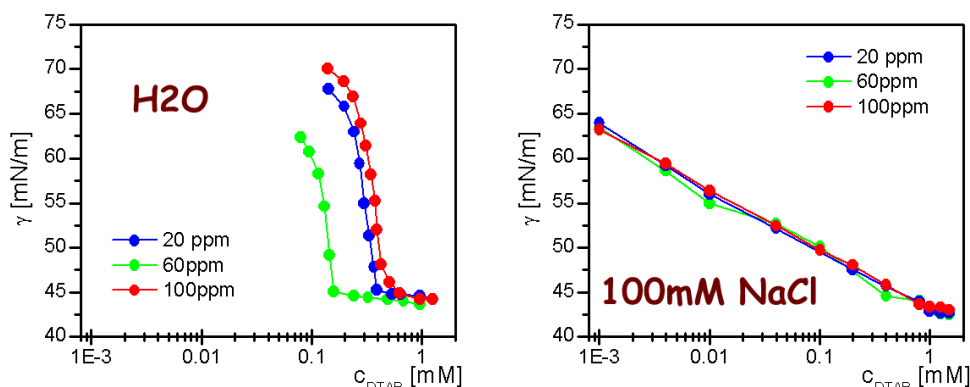 75
70
65
60
55
50
45
40
γ [mN/m]
H2O
20 ppm
60ppm
100ppm
1E-3 0.01 0.1 1
c_DTAB [mM]
75
70
65
60
55
50
45
40
γ [mN/m]
20 ppm
60ppm
100ppm
100mM NaCl
1E-3 0.01 0.1 1
c_DTAB [mM]